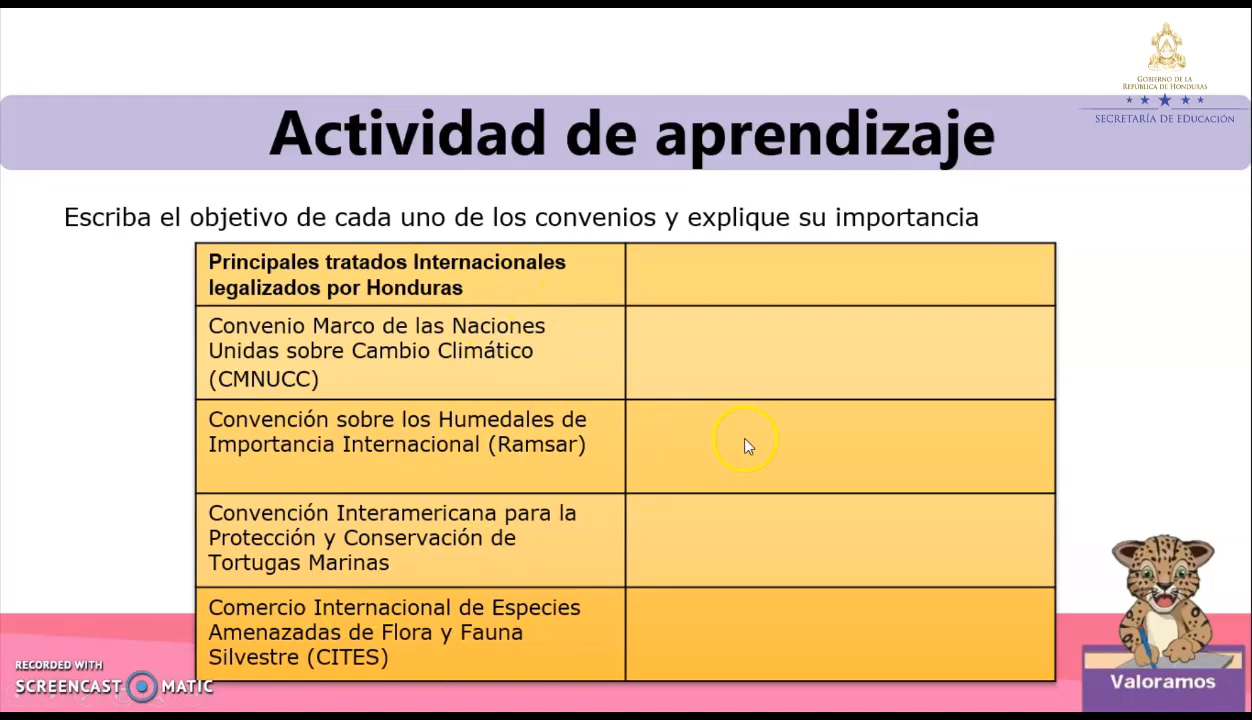 GOBIERNO DE LA
REPÚBLICA DE HONDURAS
SECRETARÍA DE EDUCACIÓN
Actividad de aprendizaje
Escriba el objetivo de cada uno de los convenios y explique su importancia
Principales tratados Internacionales
legalizados por Honduras
Convenio Marco de las Naciones
Unidas sobre Cambio Climático
(CMNUCC)
Convención sobre los Humedales de
Importancia Internacional (Ramsar)
Convención Interamericana para la
Protección y Conservación de
Tortugas Marinas
Comercio Internacional de Especies
Amenazadas de Flora y Fauna
Silvestre (CITES)
RECORDED WITH
SCREENCAST MATIC
Valoramos